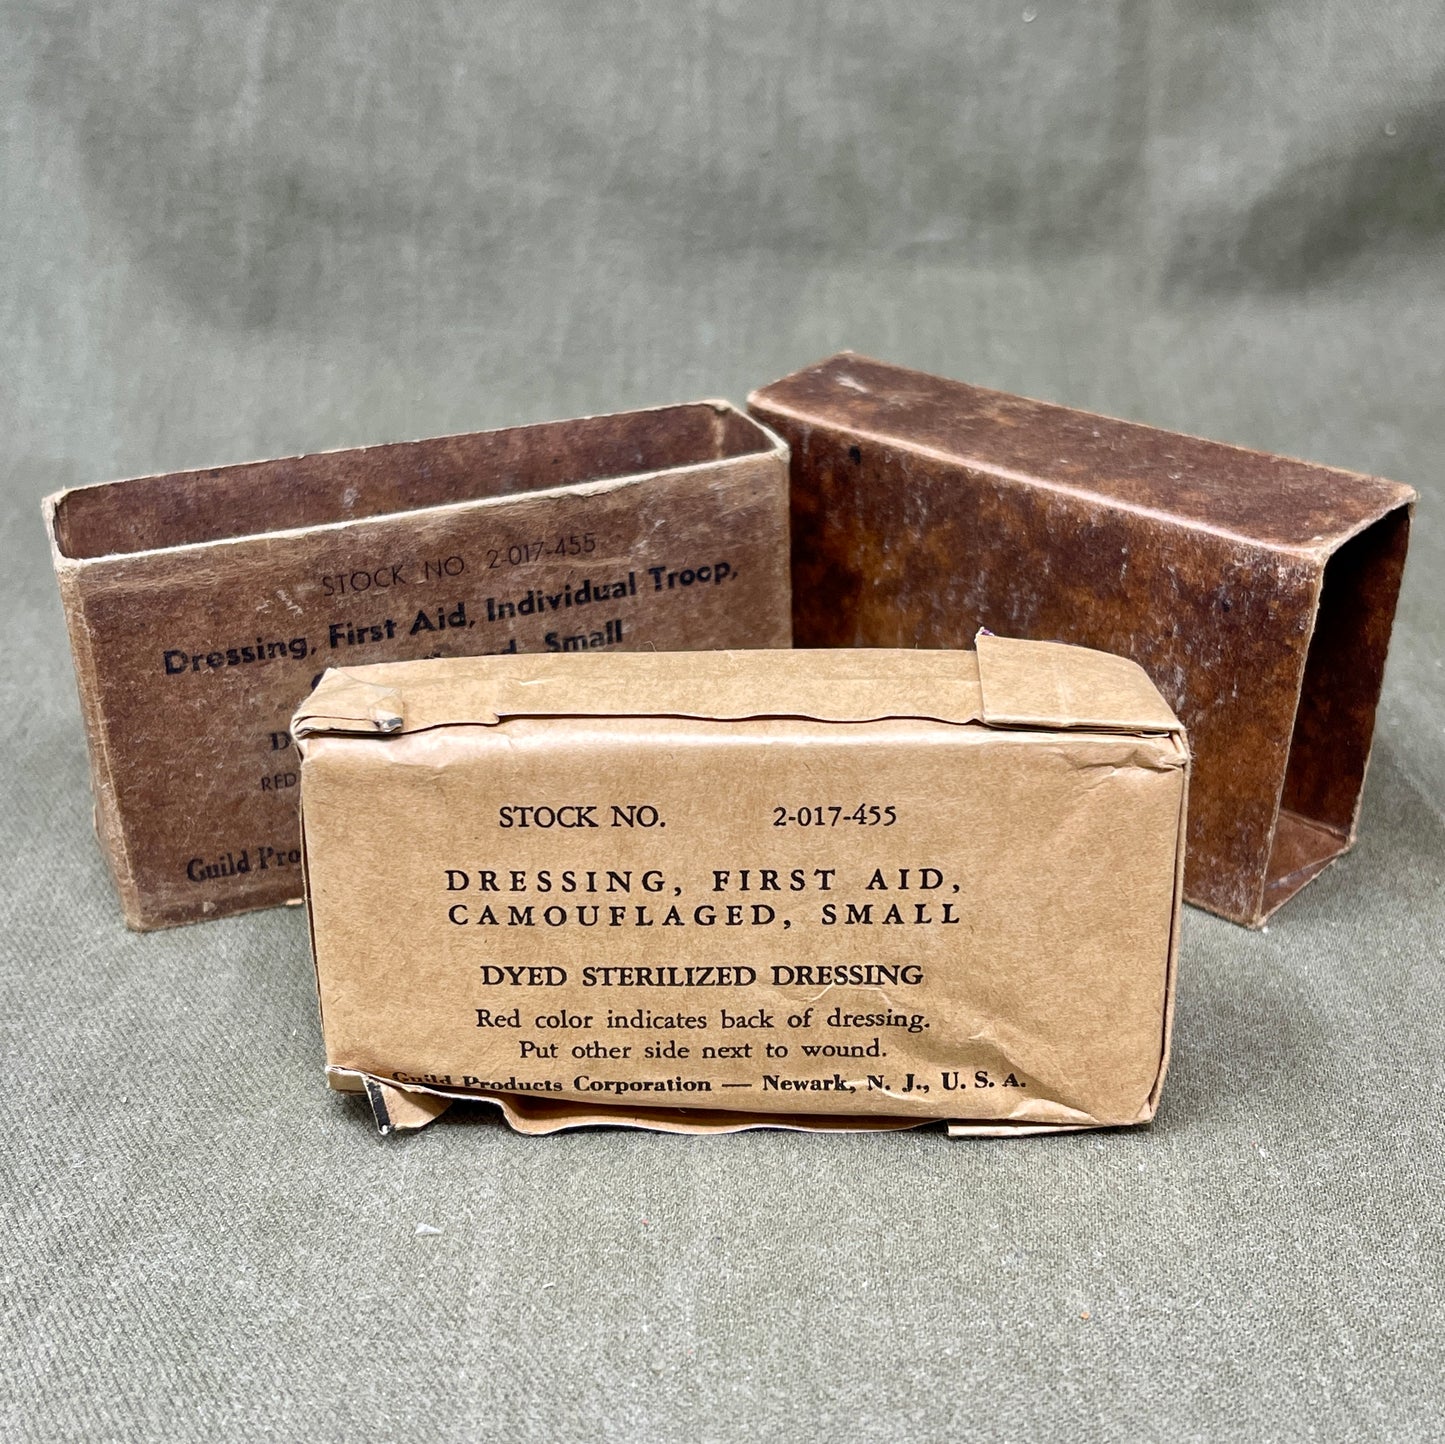 STOCK NO. 2-017-455
Dressing, First Aid, Individual Troop,
Small
RED
Guild
STOCK NO. 2-017-455
DRESSING, FIRST AID,
CAMOUFLAGED, SMALL
DYED STERILIZED DRESSING
Red color indicates back of dressing.
Put other side next to wound.
Guild Products Corporation — Newark, N. J., U. S. A.